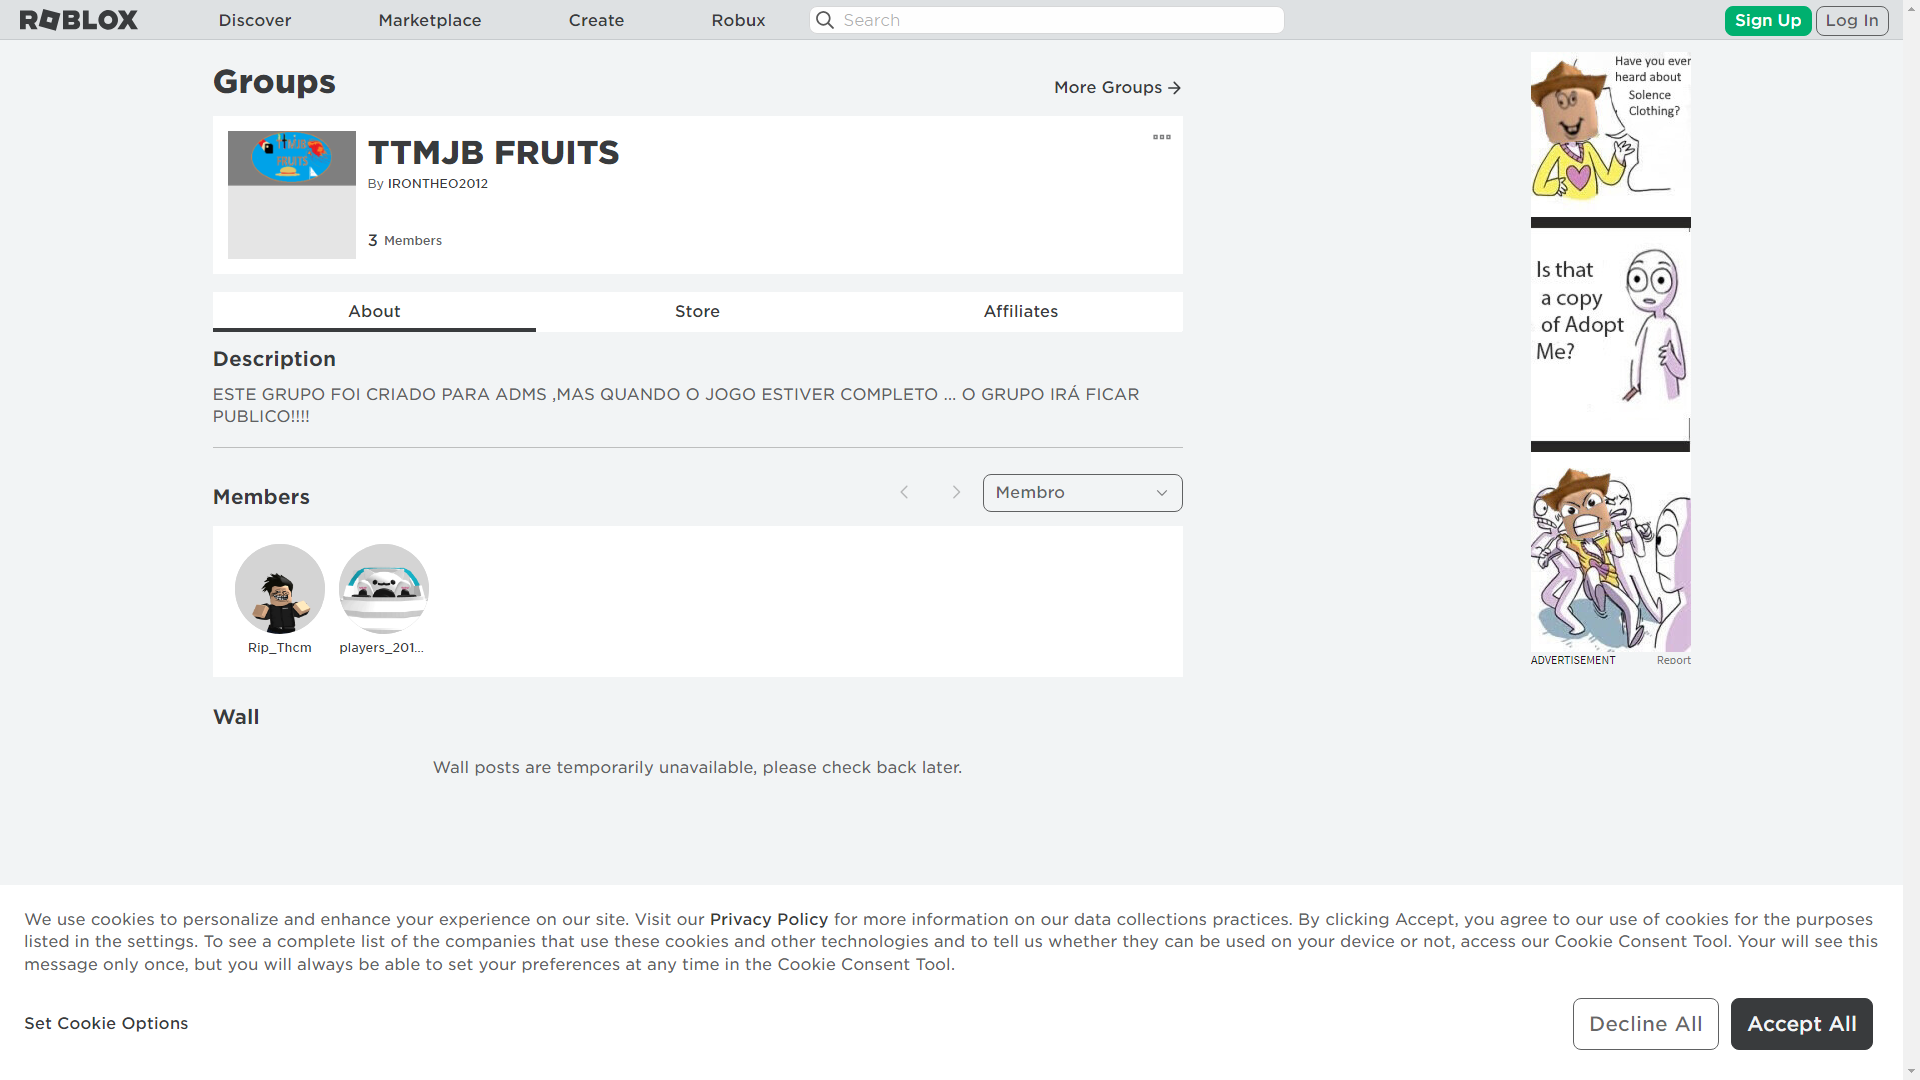 ROBLOX
Discover
Marketplace
Create
Robux
Search
Sign Up
Log In
Groups
More Groups
TTMJB
FRUITS
TTMJB FRUITS
By IRONTHEO2012
3 Members
About
Store
Affiliates
Description
ESTE GRUPO FOI CRIADO PARA ADMS ,MAS QUANDO O JOGO ESTIVER COMPLETO ... O GRUPO IRÁ FICAR
PUBLICO!!!!
Members
Membro
Rip_Thcm
players_201...
Wall
Wall posts are temporarily unavailable, please check back later.
Have you ever
heard about
Solence
Clothing?
Is that
a copy
of Adopt
Me?
ADVERTISEMENT
Report
We use cookies to personalize and enhance your experience on our site. Visit our Privacy Policy for more information on our data collections practices. By clicking Accept, you agree to our use of cookies for the purposes
listed in the settings. To see a complete list of the companies that use these cookies and other technologies and to tell us whether they can be used on your device or not, access our Cookie Consent Tool. Your will see this
message only once, but you will always be able to set your preferences at any time in the Cookie Consent Tool.
Set Cookie Options
Decline All
Accept All